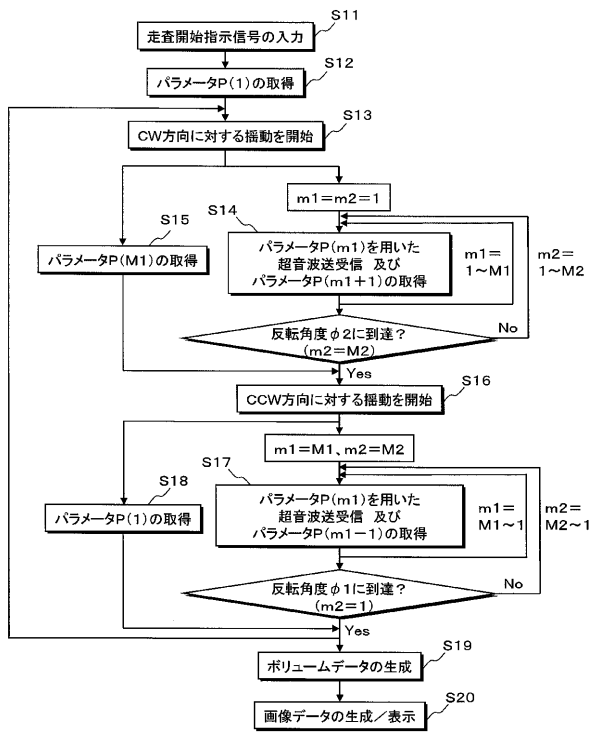 S11
走査開始指示信号の入力
S12
パラメータP(1)の取得
S13
CW方向に対する揺動を開始
m1=m2=1
S15
S14
パラメータP(M1)の取得
パラメータP(m1)を用いた
超音波送受信 及び
パラメータP(m1+1)の取得
m1=
1~M1
m2=
1~M2
反転角度φ2に到達?
(m2=M2)
No
Yes
S16
CCW方向に対する揺動を開始
m1=M1、m2=M2
S18
S17
パラメータP(1)の取得
パラメータP(m1)を用いた
超音波送受信 及び
パラメータP(m1-1)の取得
m1=
M1~1
m2=
M2~1
反転角度φ1に到達?
(m2=1)
No
Yes
S19
ボリュームデータの生成
S20
画像データの生成/表示